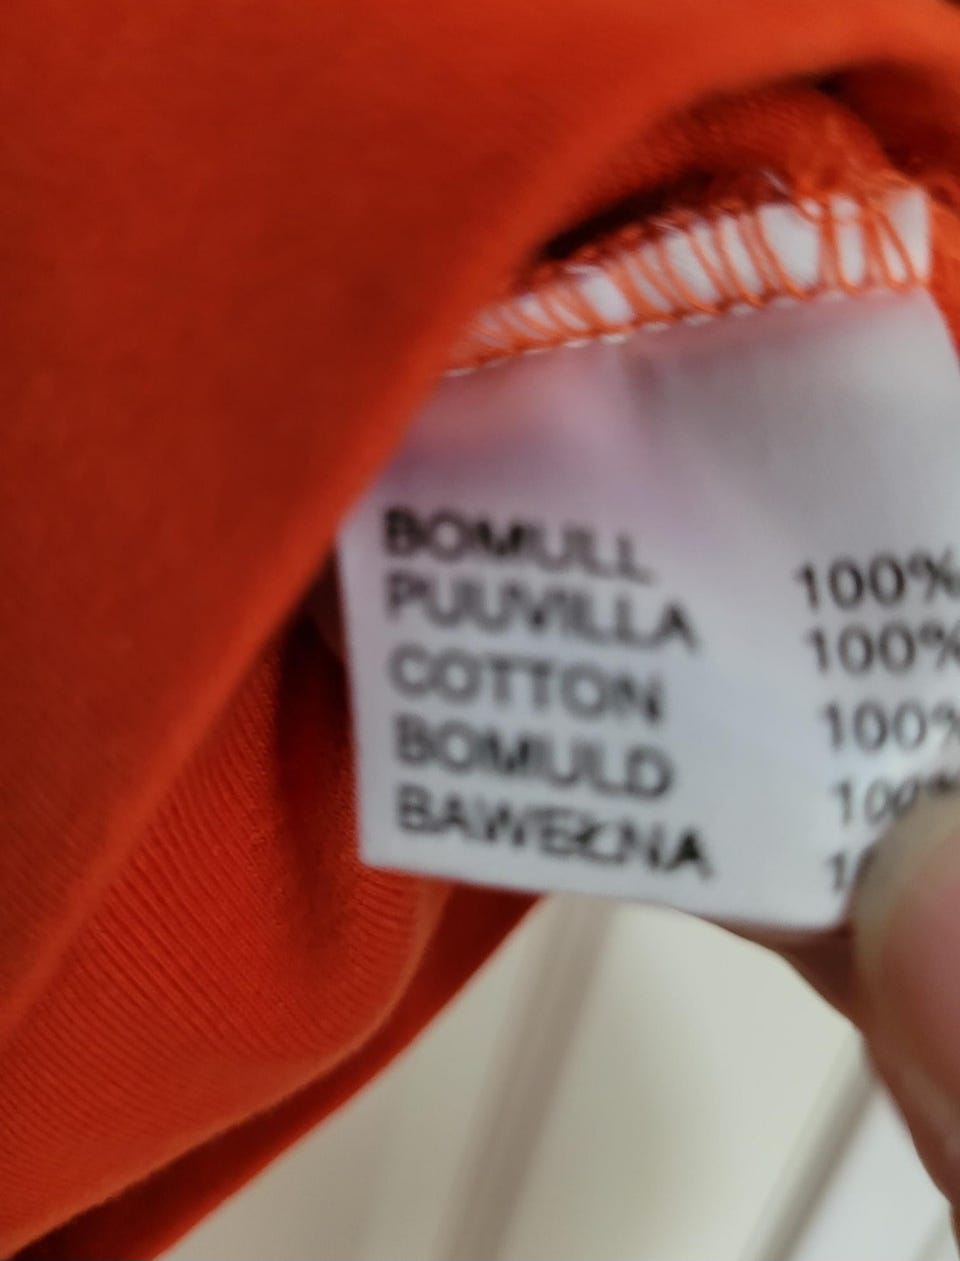 BOMULL 100%
PUUVILLA 100%
COTTON 100%
BOMULD 100%
BAWEŁNA